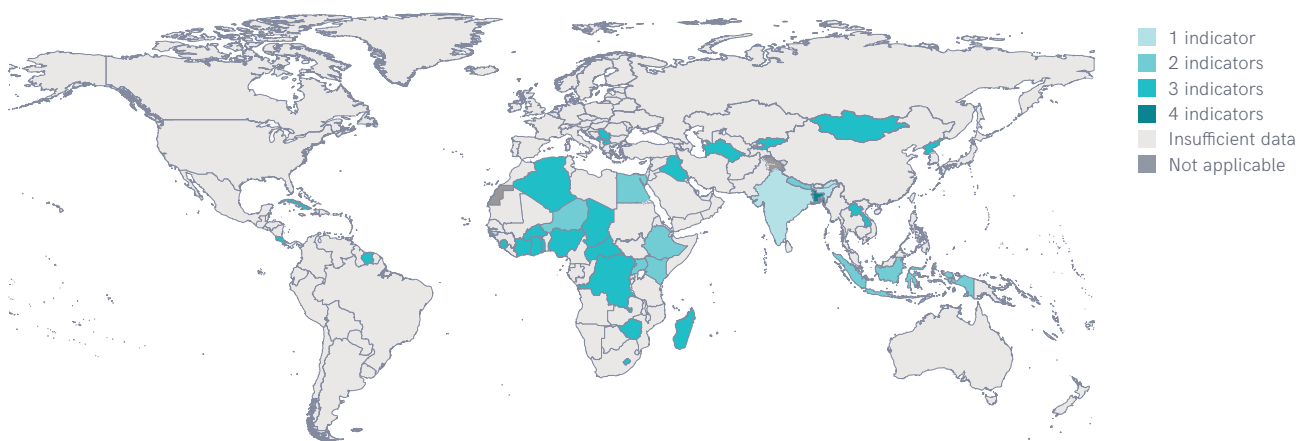 1 indicator
2 indicators
3 indicators
4 indicators
Insufficient data
Not applicable